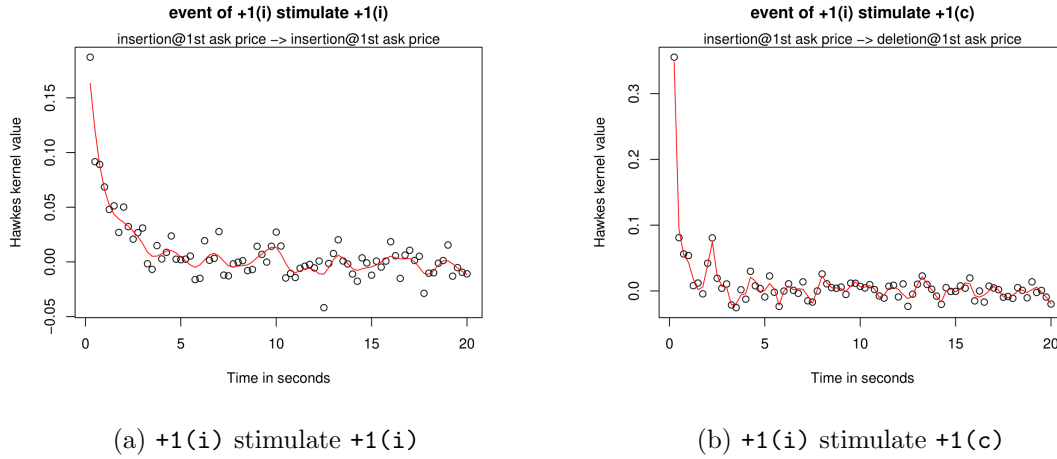 event of +1(i) stimulate +1(i)
insertion@1st ask price −> insertion@1st ask price
Hawkes kernel value
0.15
0.10
0.05
0.00
−0.05
0 5 10 15 20
Time in seconds
(a) +1(i) stimulate +1(i)
event of +1(i) stimulate +1(c)
insertion@1st ask price −> deletion@1st ask price
Hawkes kernel value
0.3
0.2
0.1
0.0
0 5 10 15 20
Time in seconds
(b) +1(i) stimulate +1(c)